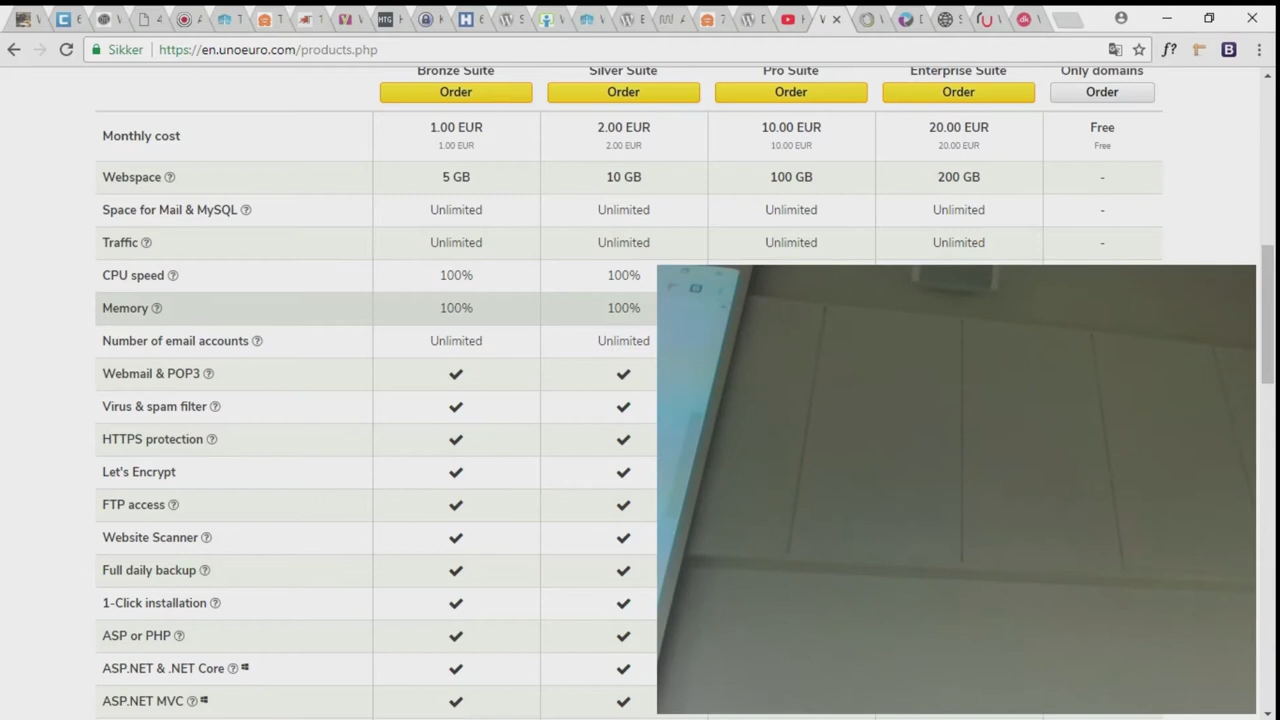 Sikker https://en.unoeuro.com/products.php
Bronze Suite Silver Suite Pro Suite Enterprise Suite Only domains
Order Order Order Order Order
Monthly cost 1.00 EUR 2.00 EUR 10.00 EUR 20.00 EUR Free
1.00 EUR 2.00 EUR 10.00 EUR 20.00 EUR Free
Webspace 5 GB 10 GB 100 GB 200 GB -
Space for Mail & MySQL Unlimited Unlimited Unlimited Unlimited -
Traffic Unlimited Unlimited Unlimited Unlimited -
CPU speed 100% 100%
Memory 100% 100%
Number of email accounts Unlimited Unlimited
Webmail & POP3
Virus & spam filter
HTTPS protection
Let's Encrypt
FTP access
Website Scanner
Full daily backup
1-Click installation
ASP or PHP
ASP.NET & .NET Core
ASP.NET MVC